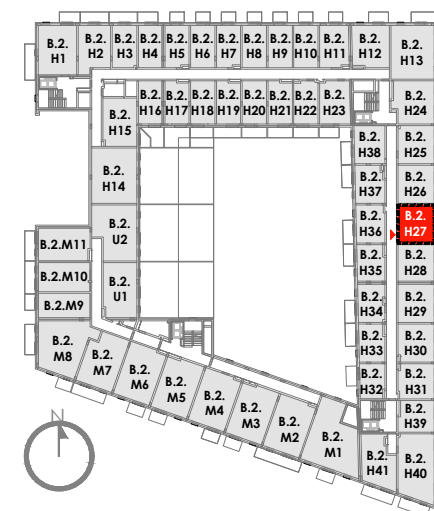 B.2.
H1
B.2.
H2
B.2.
H3
B.2.
H4
B.2.
H5
B.2.
H6
B.2.
H7
B.2.
H8
B.2.
H9
B.2.
H10
B.2.
H11
B.2.
H12
B.2.
H13
B.2.
H15
B.2.
H16
B.2.
H17
B.2.
H18
B.2.
H19
B.2.
H20
B.2.
H21
B.2.
H22
B.2.
H23
B.2.
H24
B.2.
H38
B.2.
H25
B.2.
H14
B.2.
H37
B.2.
H26
B.2.
U2
B.2.
H36
B.2.
H27
B.2.M11
B.2.M10
B.2.M9
B.2.
U1
B.2.
H35
B.2.
H28
B.2.
H34
B.2.
H29
B.2.
M8
B.2.
M7
B.2.
M6
B.2.
M5
B.2.
M4
B.2.
M3
B.2.
M2
B.2.
M1
B.2.
H33
B.2.
H30
B.2.
H32
B.2.
H31
B.2.
H39
B.2.
H41
B.2.
H40
N